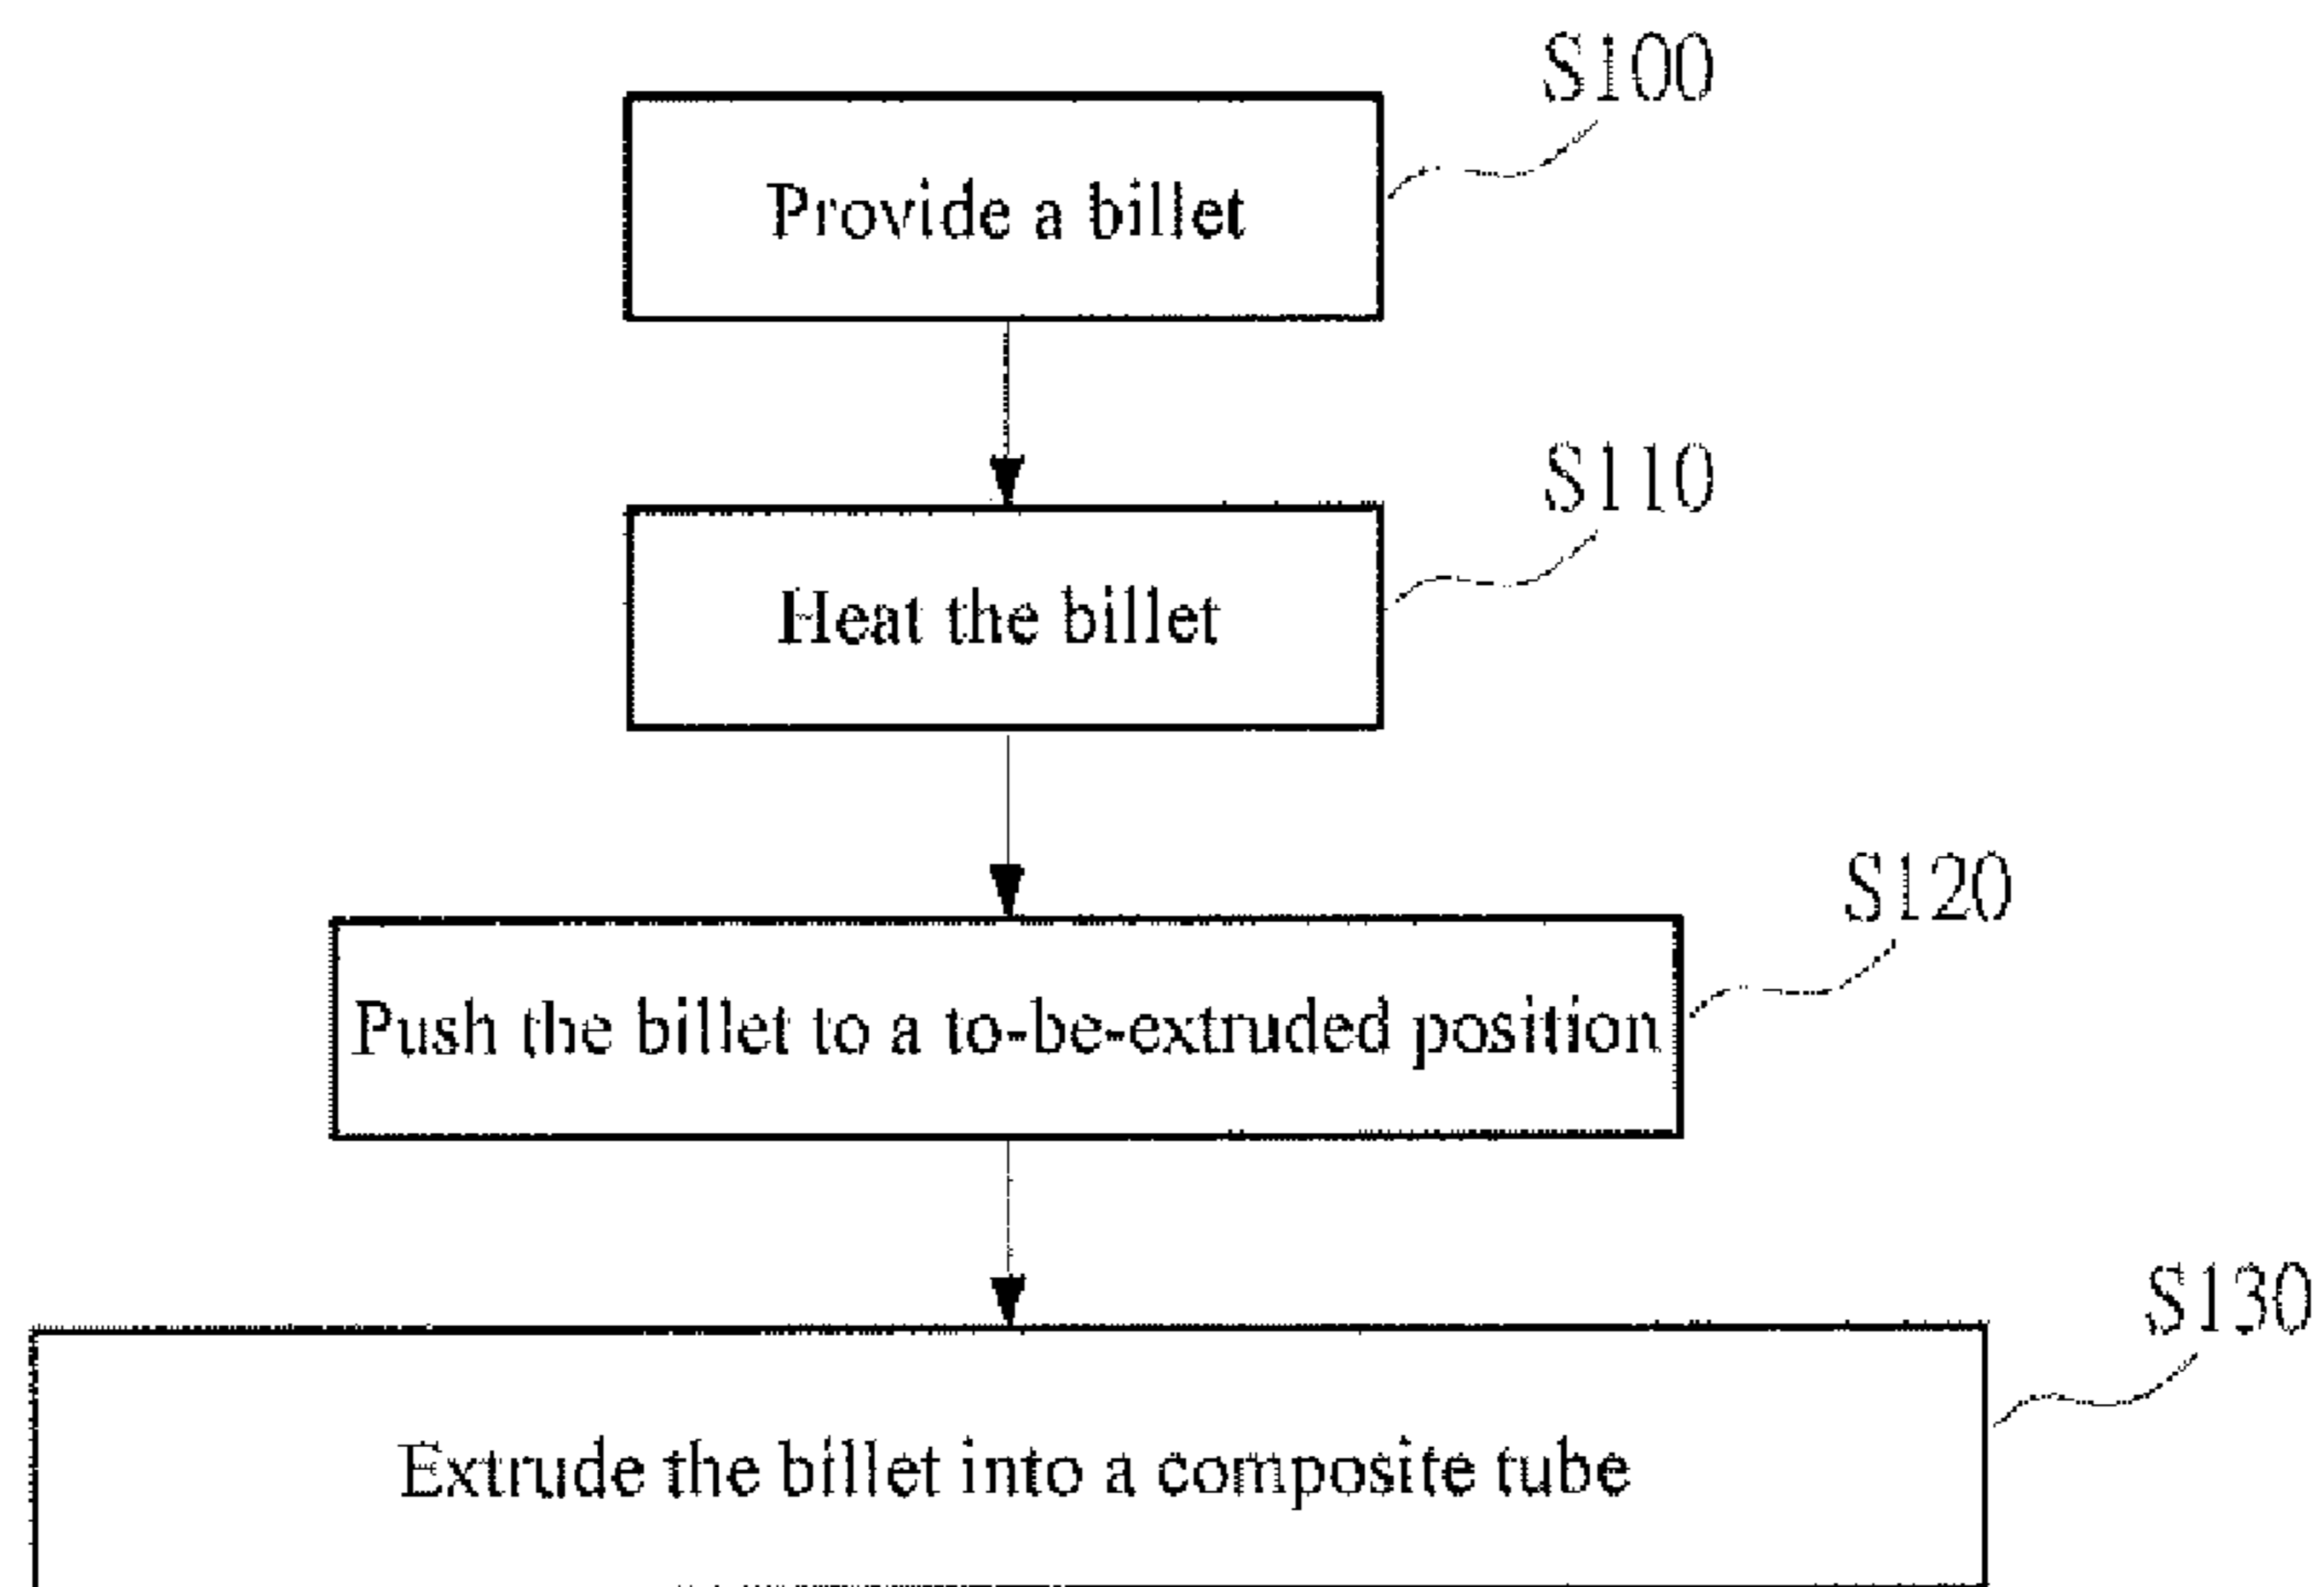 S100
Provide a billet
S110
Heat the billet
S120
Push the billet to a to-be-extruded position
S130
Extrude the billet into a composite tube